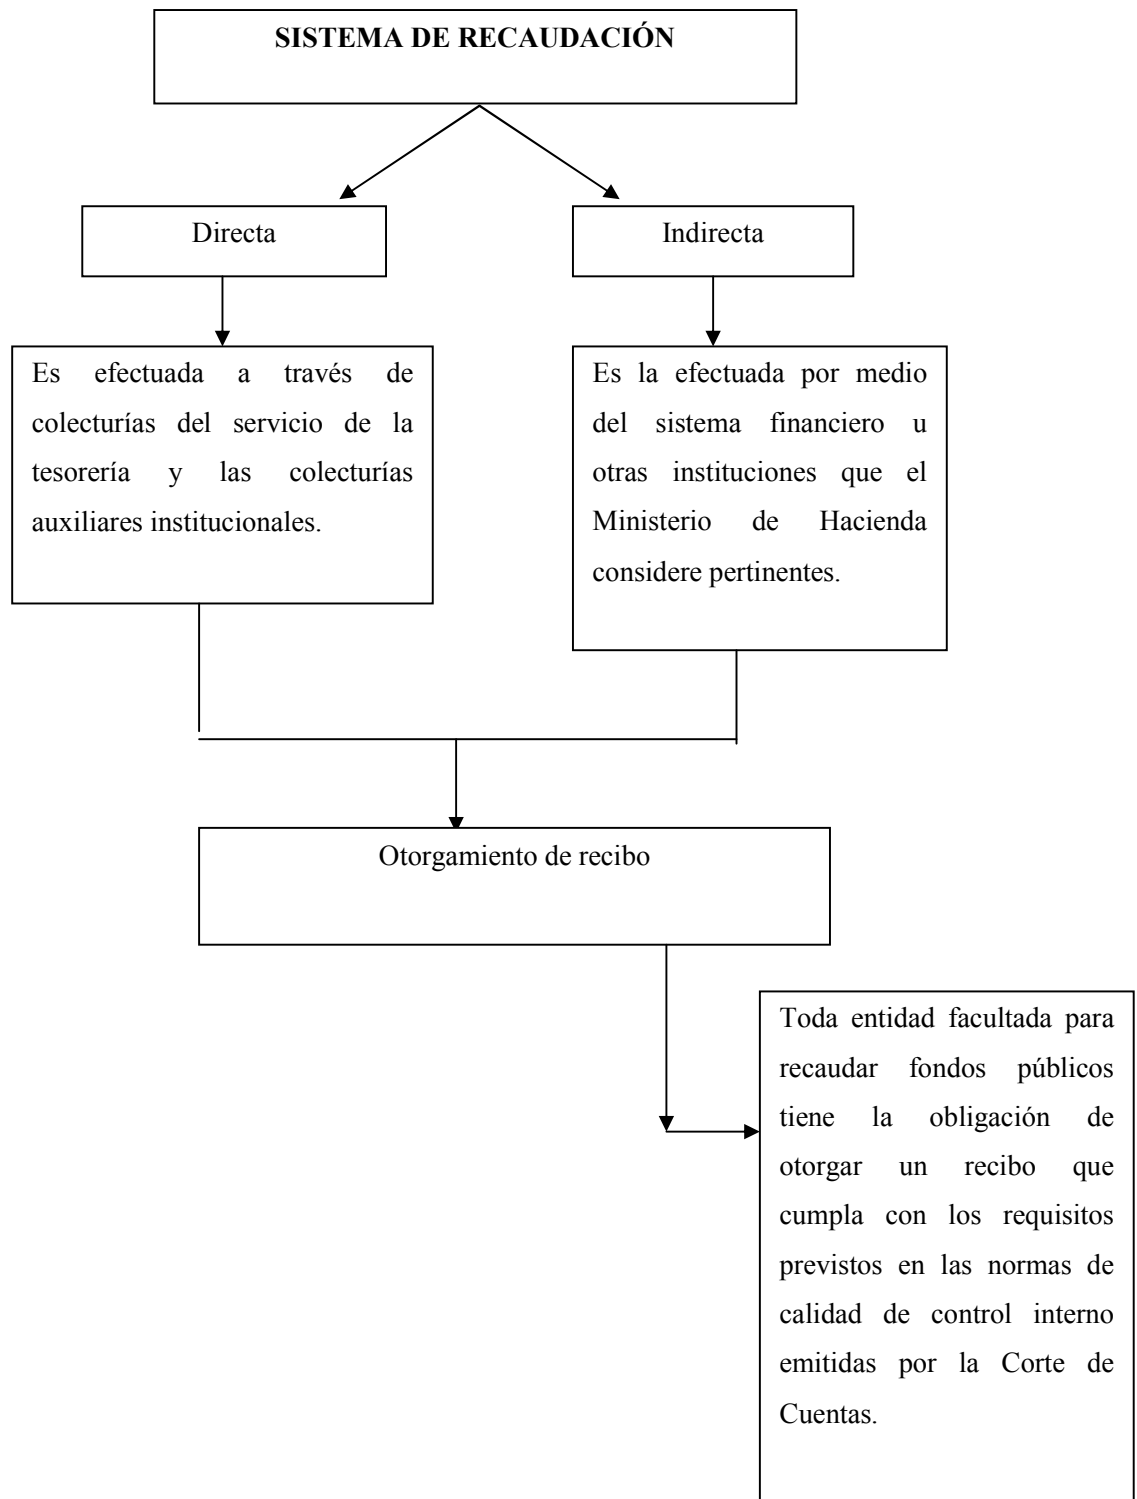 SISTEMA DE RECAUDACIÓN
Directa
Indirecta
Es efectuada a través de
colecturías del servicio de la
tesorería y las colecturías
auxiliares institucionales.
Es la efectuada por medio
del sistema financiero u
otras instituciones que el
Ministerio de Hacienda
considere pertinentes.
Otorgamiento de recibo
Toda entidad facultada para
recaudar fondos públicos
tiene la obligación de
otorgar un recibo que
cumpla con los requisitos
previstos en las normas de
calidad de control interno
emitidas por la Corte de
Cuentas.